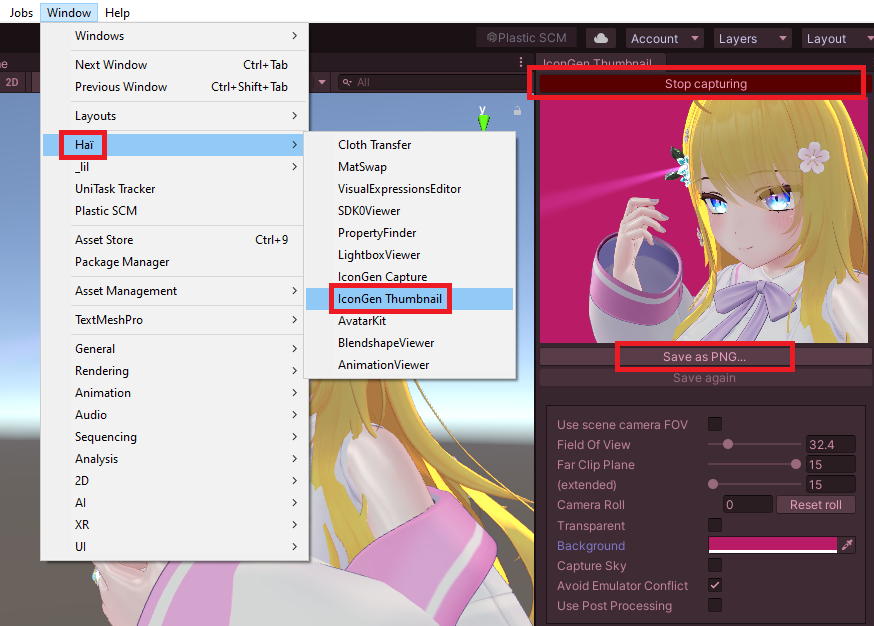 Jobs Window Help
Plastic SCM Account Layers Layout
Windows
Next Window Ctrl+Tab
Previous Window Ctrl+Shift+Tab
Layouts
Haï
_lil
UniTask Tracker
Plastic SCM
Asset Store Ctrl+9
Package Manager
Asset Management
TextMeshPro
General
Rendering
Animation
Audio
Sequencing
Analysis
2D
AI
XR
UI
Cloth Transfer
MatSwap
VisualExpressionsEditor
SDK0Viewer
PropertyFinder
LightboxViewer
IconGen Capture
IconGen Thumbnail
AvatarKit
BlendshapeViewer
AnimationViewer
2D
All
y
IconGen Thumbnail
Stop capturing
Save as PNG...
Save again
Use scene camera FOV
Field Of View 32.4
Far Clip Plane 15
(extended) 15
Camera Roll 0 Reset roll
Transparent
Background
Capture Sky
Avoid Emulator Conflict
Use Post Processing